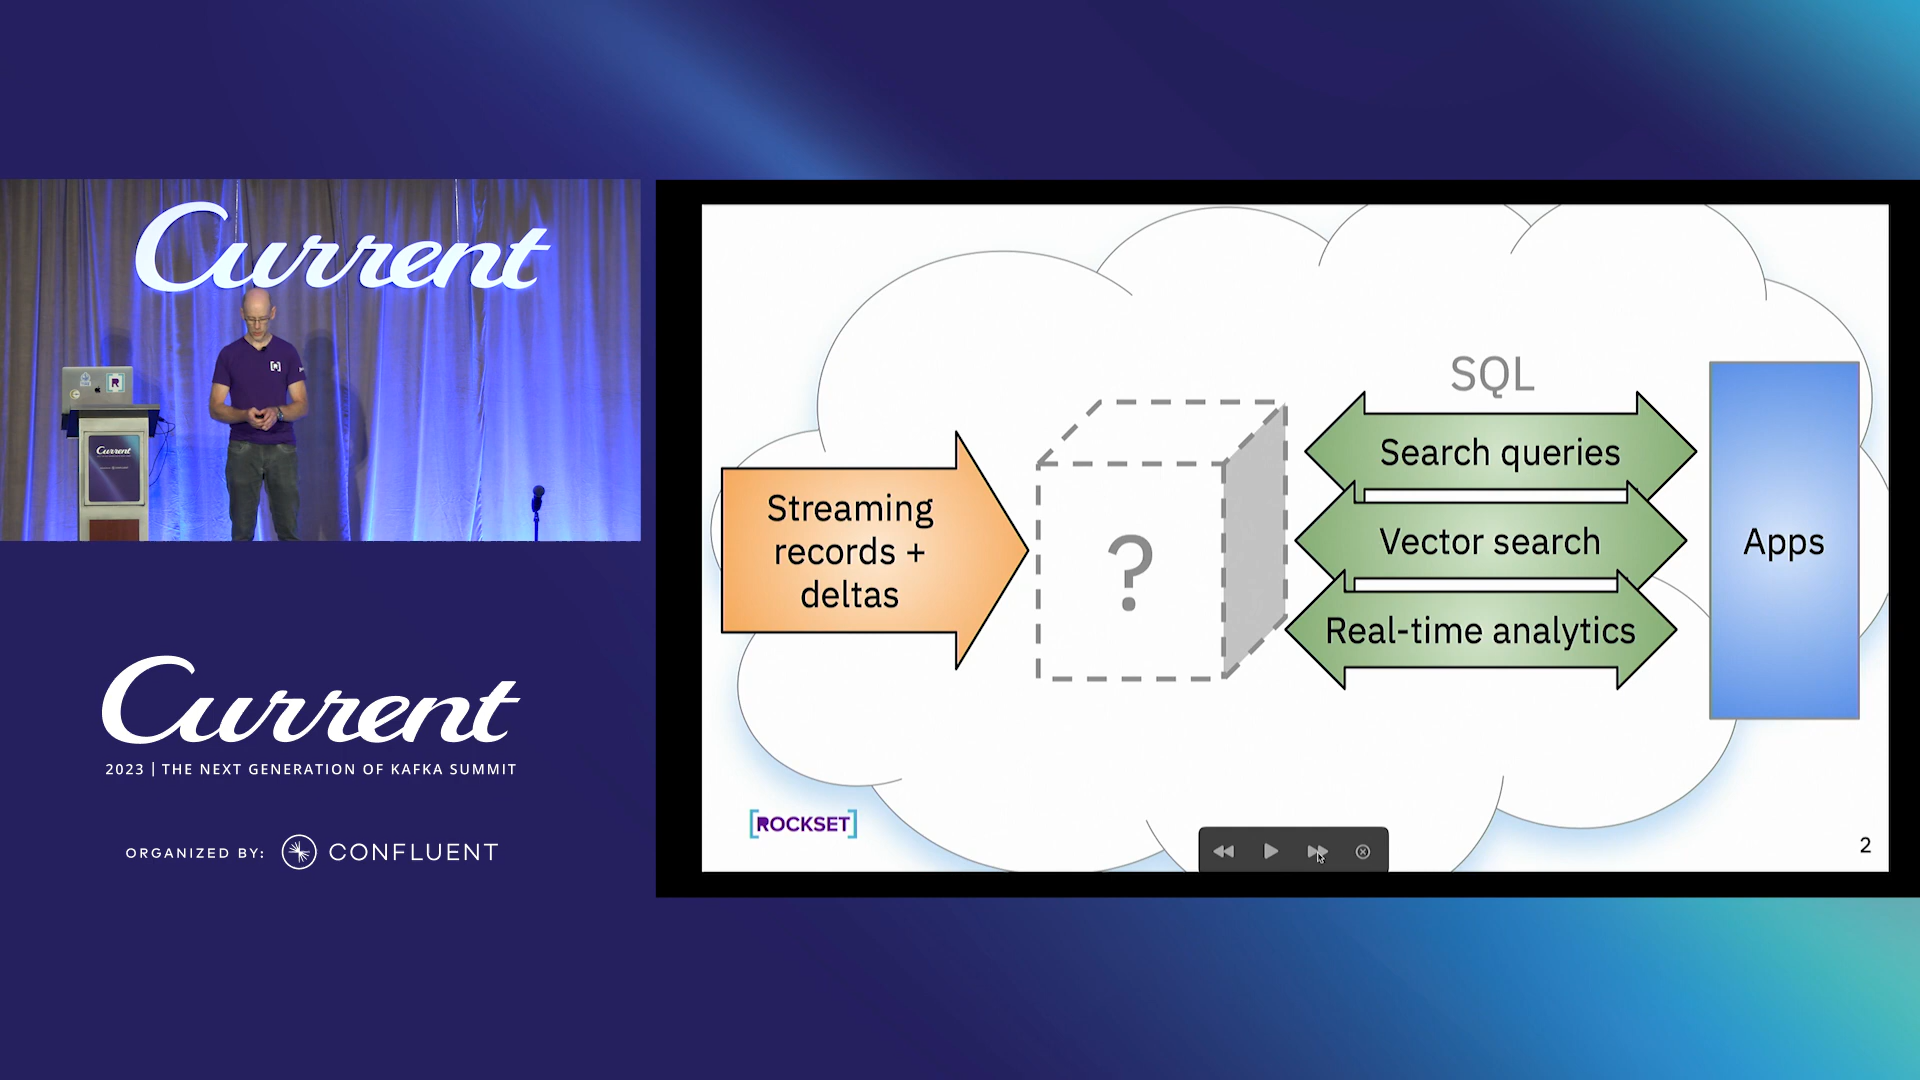 Current
Current
Current
2023 | THE NEXT GENERATION OF KAFKA SUMMIT
ORGANIZED BY: CONFLUENT
SQL
Search queries
Streaming
records +
deltas
?
Vector search
Apps
Real-time analytics
[ROCKSET]
2
R